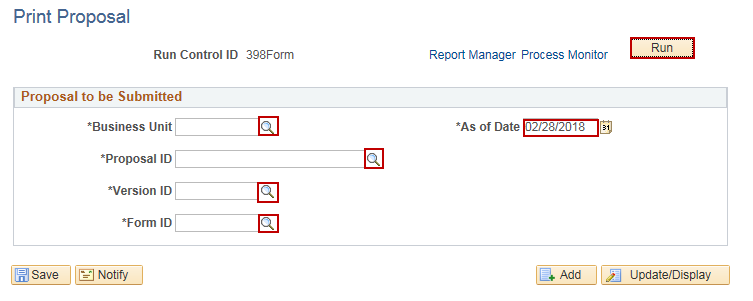 Print Proposal
Run Control ID 398Form Report Manager Process Monitor Run
Proposal to be Submitted
*Business Unit *As of Date 02/28/2018 31
*Proposal ID
*Version ID
*Form ID
Save Notify Add Update/Display